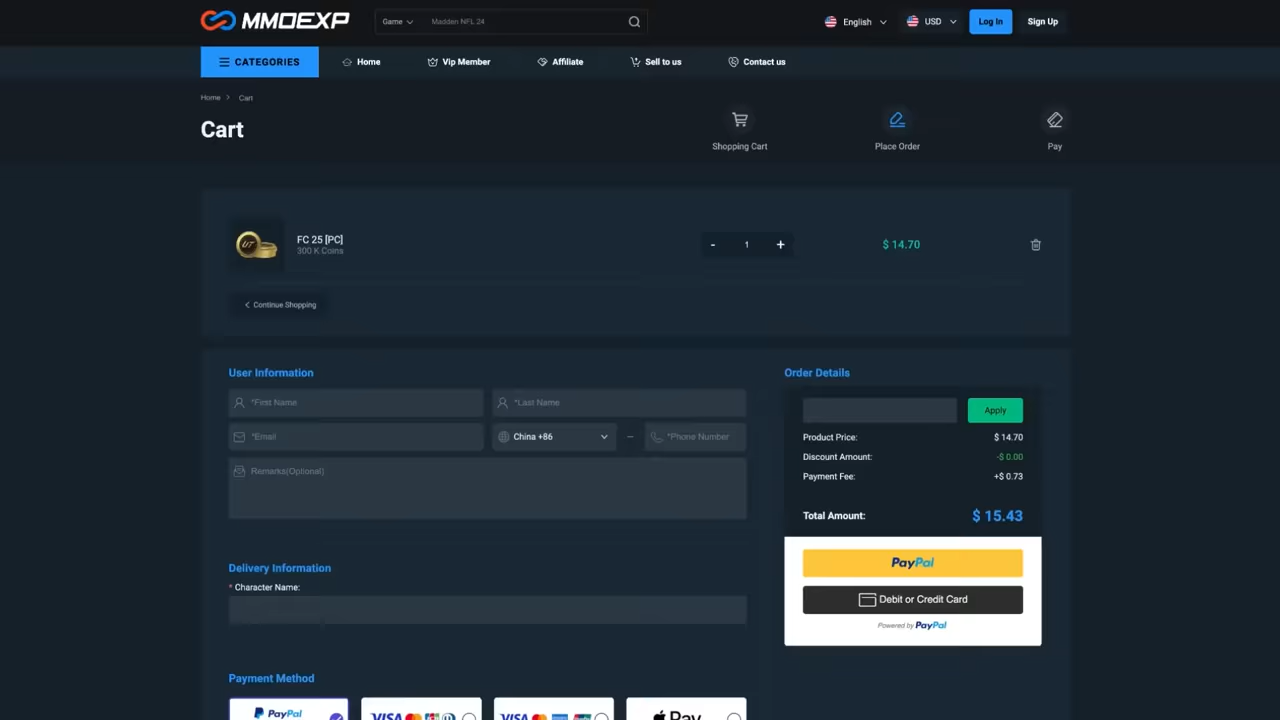 MMOEXP
Game
Madden NFL 24
English
USD
Log In
Sign Up
CATEGORIES
Home
Vip Member
Affiliate
Sell to us
Contact us
Home > Cart
Cart
Shopping Cart
Place Order
Pay
UT
FC 25 [PC]
300 K Coins
- 1 +
$ 14.70
< Continue Shopping
User Information
*First Name
*Last Name
*Email
China +86
–
*Phone Number
Remarks(Optional)
Delivery Information
* Character Name:
Order Details
Apply
Product Price: $ 14.70
Discount Amount: -$ 0.00
Payment Fee: +$ 0.73
Total Amount: $ 15.43
PayPal
Debit or Credit Card
Powered by PayPal
Payment Method
PayPal
VISA
VISA
Pay